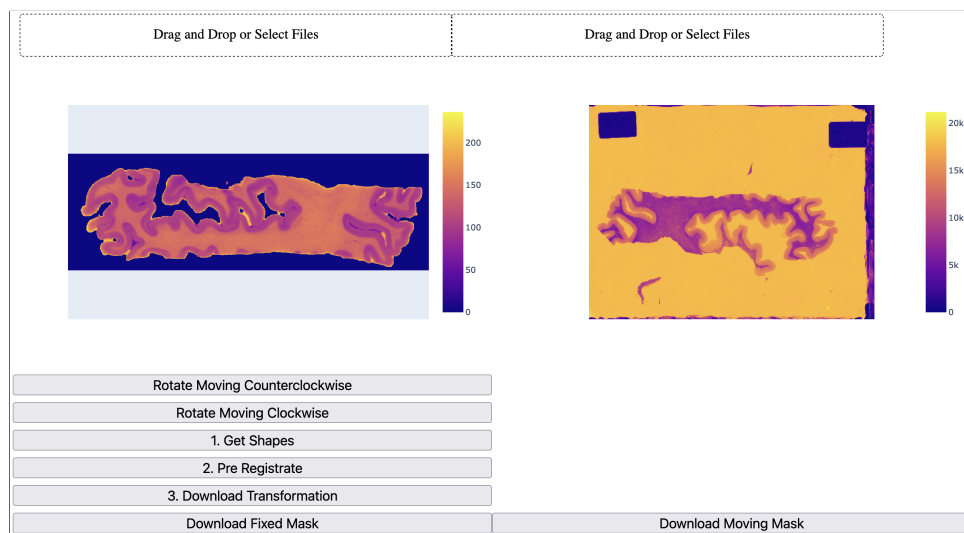 Drag and Drop or Select Files
Drag and Drop or Select Files
200
150
100
50
0
20k
15k
10k
5k
0
Rotate Moving Counterclockwise
Rotate Moving Clockwise
1. Get Shapes
2. Pre Registrate
3. Download Transformation
Download Fixed Mask
Download Moving Mask